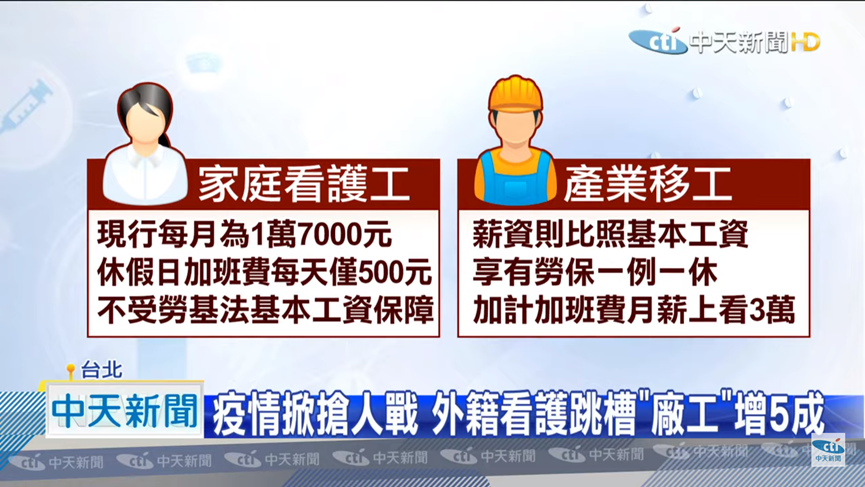 cti 中天新聞 HD
家庭看護工
現行每月為1萬7000元
休假日加班費每天僅500元
不受勞基法基本工資保障
產業移工
薪資則比照基本工資
享有勞保一例一休
加計加班費月薪上看3萬
台北
中天新聞
疫情掀搶人戰 外籍看護跳槽"廠工"增5成
cti
中天新聞
cti 中天新聞 cti 中天新聞 cti 中天新聞 cti 中天新聞 cti 中天新聞 cti 中天新聞 cti 中天新聞